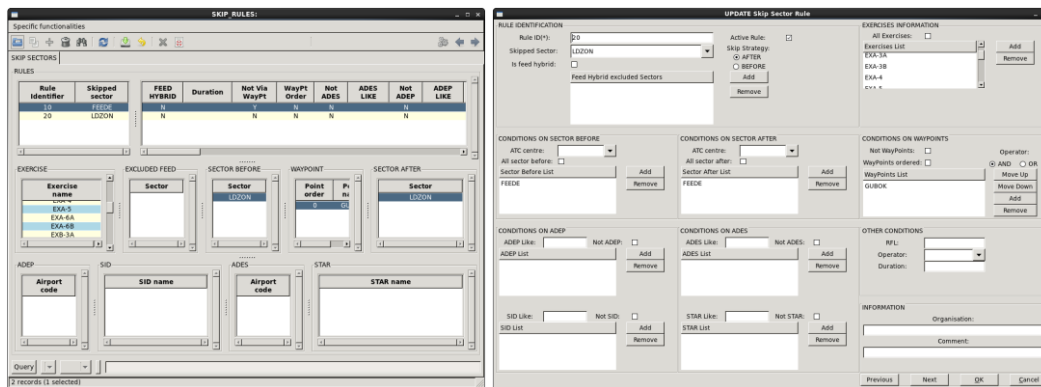 SKIP_RULES:
Specific functionalities
SKIP SECTORS
RULES
Rule Identifier Skipped sector FEED HYBRID Duration Not Via WayPt WayPt Order Not ADES ADES LIKE Not ADEP ADEP LIKE
10 FEEDE N Y N N N
20 LDZON N N N N N
EXERCISE EXCLUDED FEED SECTOR BEFORE WAYPOINT SECTOR AFTER
Exercise name Sector Sector Point order Sector
LDZON 0 LDZON
EXA-5
EXA-6A
EXA-6B
EXB-3A
ADEP SID ADES STAR
Airport code SID name Airport code STAR name
Query
2 records (1 selected)
UPDATE Skip Sector Rule
RULE IDENTIFICATION
Rule ID(*): 20 Active Rule:
Skipped Sector: LDZON Skip Strategy:
AFTER
Is feed hybrid: BEFORE
Feed Hybrid excluded Sectors Add
Remove
EXERCISES INFORMATION
All Exercises:
Exercises List Add
EXA-3A Remove
EXA-3B
EXA-4
CONDITIONS ON SECTOR BEFORE
ATC centre:
All sector before:
Sector Before List Add
FEEDE Remove
CONDITIONS ON SECTOR AFTER
ATC centre:
All sector after:
Sector After List Add
FEEDE Remove
CONDITIONS ON WAYPOINTS
Not WayPoints: Operator:
WayPoints ordered: AND OR
WayPoints List Move Up
GUBOK Move Down
Add
Remove
CONDITIONS ON ADEP
ADEP Like: Not ADEP:
ADEP List Add
Remove
CONDITIONS ON ADES
ADES Like: Not ADES:
ADES List Add
Remove
OTHER CONDITIONS
RFL:
Operator:
Duration:
SID Like: Not SID:
SID List Add
Remove
STAR Like: Not STAR:
STAR List Add
Remove
INFORMATION
Organisation:
Comment:
Previous Next OK Cancel